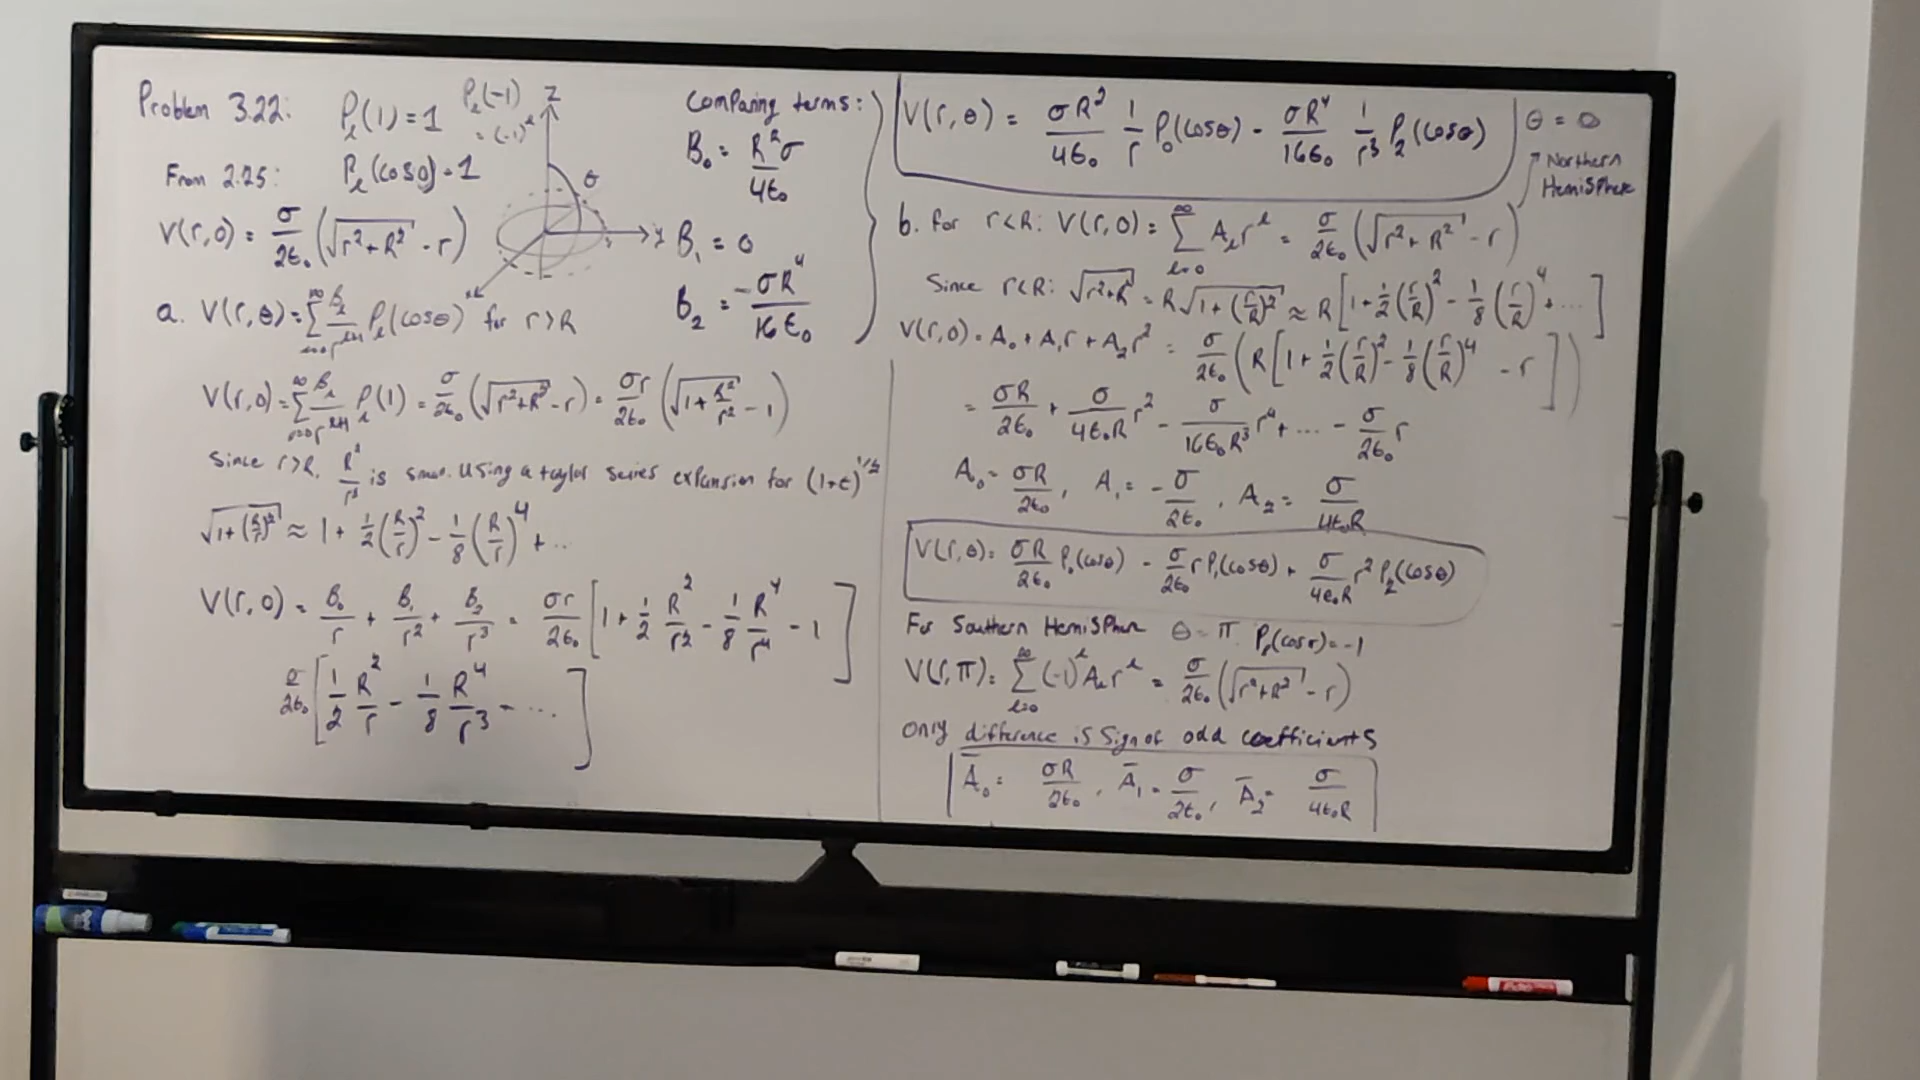 Problem 3.22: P_l(1) = 1 P_l(-1) = (-1)^l
From 2.25: P_l(cos0) = 1
V(r,0) = σ/2ε₀ (√(r²+R²) - r)
z
θ
y
x
a. V(r,θ) = Σ_{l=0}^∞ B_l/r^{l+1} P_l(cosθ) for r>R
V(r,0) = Σ_{l=0}^∞ B_l/r^{l+1} P_l(1) = σ/2ε₀ (√(r²+R²) - r) = σr/2ε₀ (√(1+R²/r²) - 1)
Since r>R, R²/r² is small. Using a taylor series expansion for (1+ε)^{1/2}
√(1+(R/r)²) ≈ 1 + 1/2 (R/r)² - 1/8 (R/r)⁴ + ...
V(r,0) = B₀/r + B₁/r² + B₂/r³ = σr/2ε₀ [1 + 1/2 R²/r² - 1/8 R⁴/r⁴ - 1]
σ/2ε₀ [1/2 R²/r - 1/8 R⁴/r³ - ...]
Comparing terms:
B₀ = R²σ/4ε₀
B₁ = 0
B₂ = -σR⁴/16ε₀
V(r,θ) = σR²/4ε₀ 1/r P₀(cosθ) - σR⁴/16ε₀ 1/r³ P₂(cosθ)
θ = 0
Northern
Hemisphere
b. for r<R: V(r,0) = Σ_{l=0}^∞ A_l r^l = σ/2ε₀ (√(r²+R²) - r)
Since r<R: √(r²+R²) = R√(1+(r/R)²) ≈ R[1+1/2(r/R)² - 1/8(r/R)⁴ + ...]
V(r,0) = A₀ + A₁r + A₂r² = σ/2ε₀ (R[1+1/2(r/R)² - 1/8(r/R)⁴ - r])
= σR/2ε₀ + σ/4ε₀R r² - σ/16ε₀R³ r⁴ + ... - σ/2ε₀ r
A₀ = σR/2ε₀, A₁ = -σ/2ε₀, A₂ = σ/4ε₀R
V(r,θ) = σR/2ε₀ P₀(cosθ) - σ/2ε₀ r P₁(cosθ) + σ/4ε₀R r² P₂(cosθ)
For Southern Hemisphere θ = π P_l(cosπ) = -1
V(r,π) = Σ_{l=0}^∞ (-1)^l A_l r^l = σ/2ε₀ (√(r²+R²) - r)
Only difference is sign of odd coefficients
A̅₀ = σR/2ε₀, A̅₁ = σ/2ε₀, A̅₂ = σ/4ε₀R